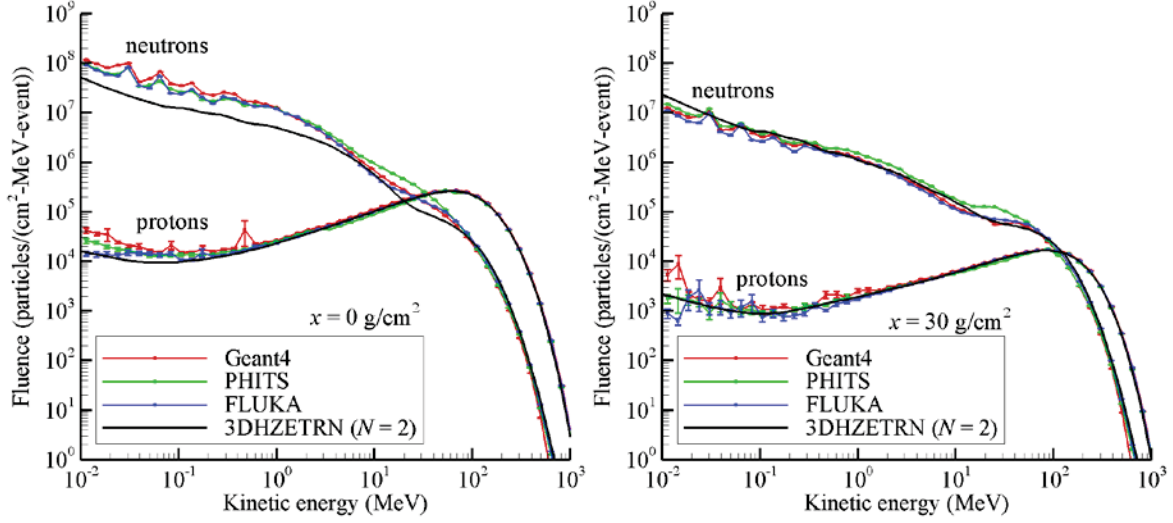 Fluence (particles/(cm²-MeV-event))
10⁹
10⁸
10⁷
10⁶
10⁵
10⁴
10³
10²
10¹
10⁰
neutrons
protons
x = 0 g/cm²
Geant4
PHITS
FLUKA
3DHZETRN (N = 2)
10⁻² 10⁻¹ 10⁰ 10¹ 10² 10³
Kinetic energy (MeV)
Fluence (particles/(cm²-MeV-event))
10⁹
10⁸
10⁷
10⁶
10⁵
10⁴
10³
10²
10¹
10⁰
neutrons
protons
x = 30 g/cm²
Geant4
PHITS
FLUKA
3DHZETRN (N = 2)
10⁻² 10⁻¹ 10⁰ 10¹ 10² 10³
Kinetic energy (MeV)